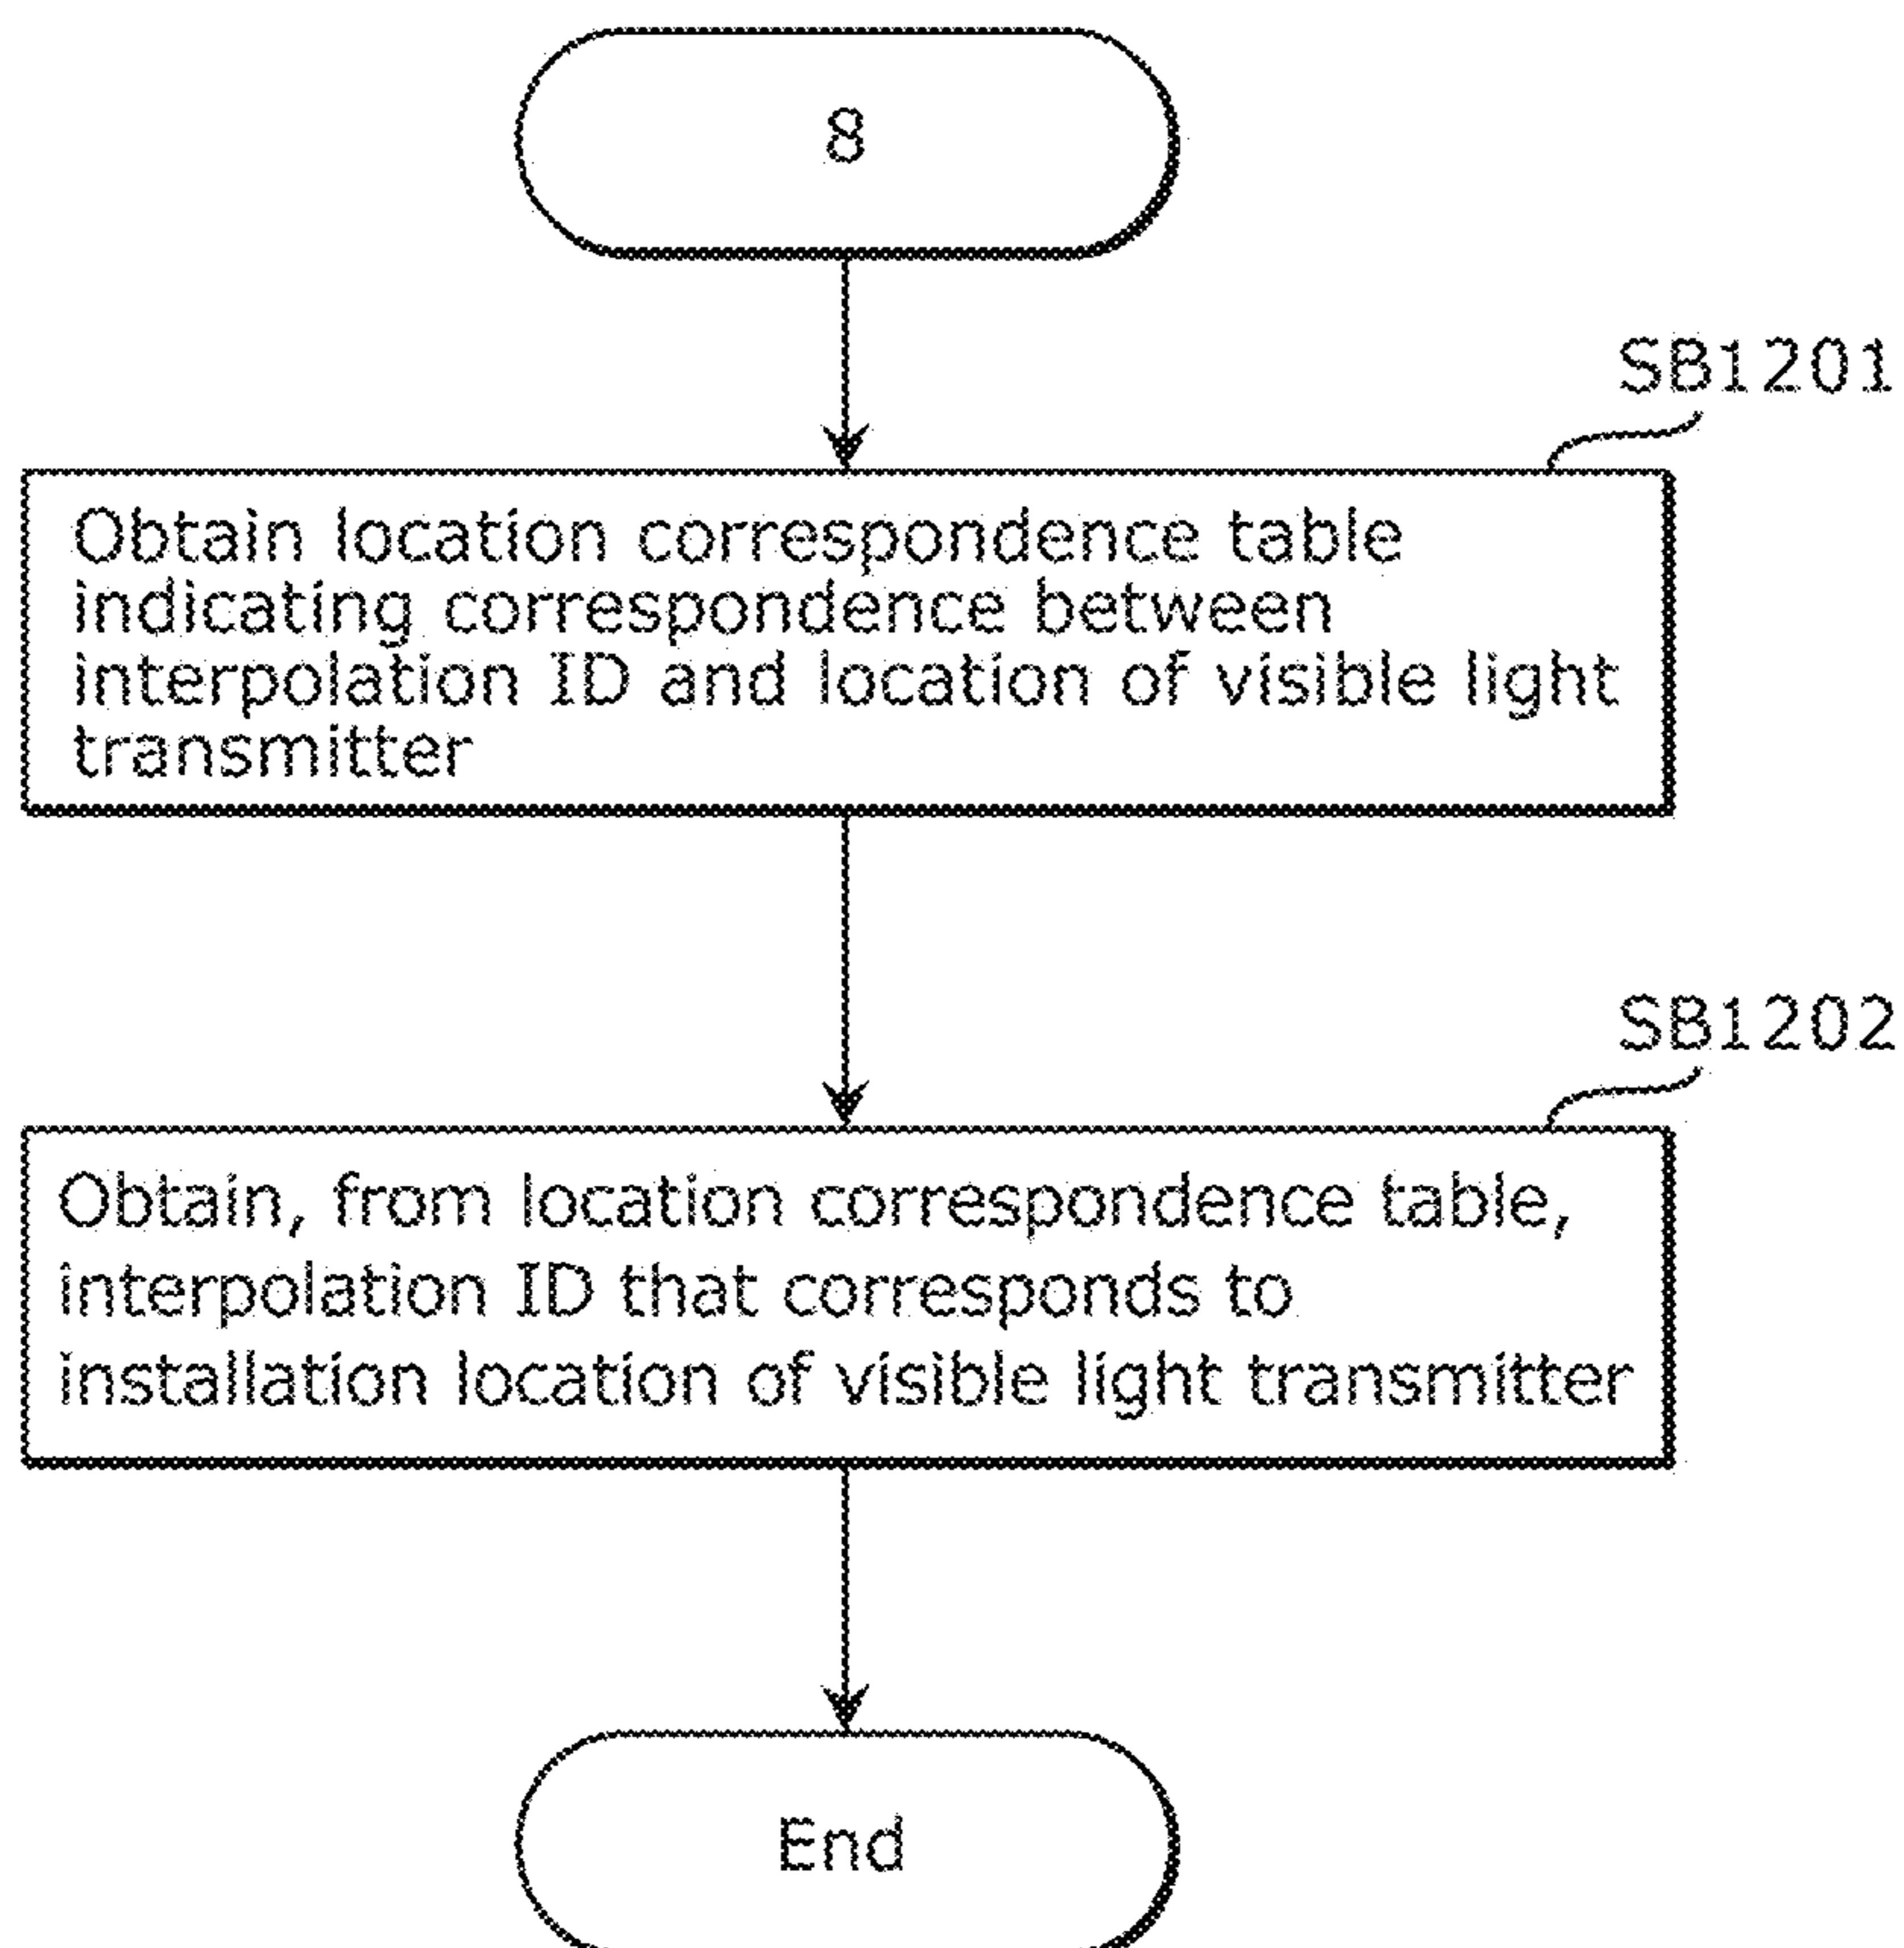 8
SB1201
Obtain location correspondence table
indicating correspondence between
interpolation ID and location of visible light
transmitter
SB1202
Obtain, from location correspondence table,
interpolation ID that corresponds to
installation location of visible light transmitter
End